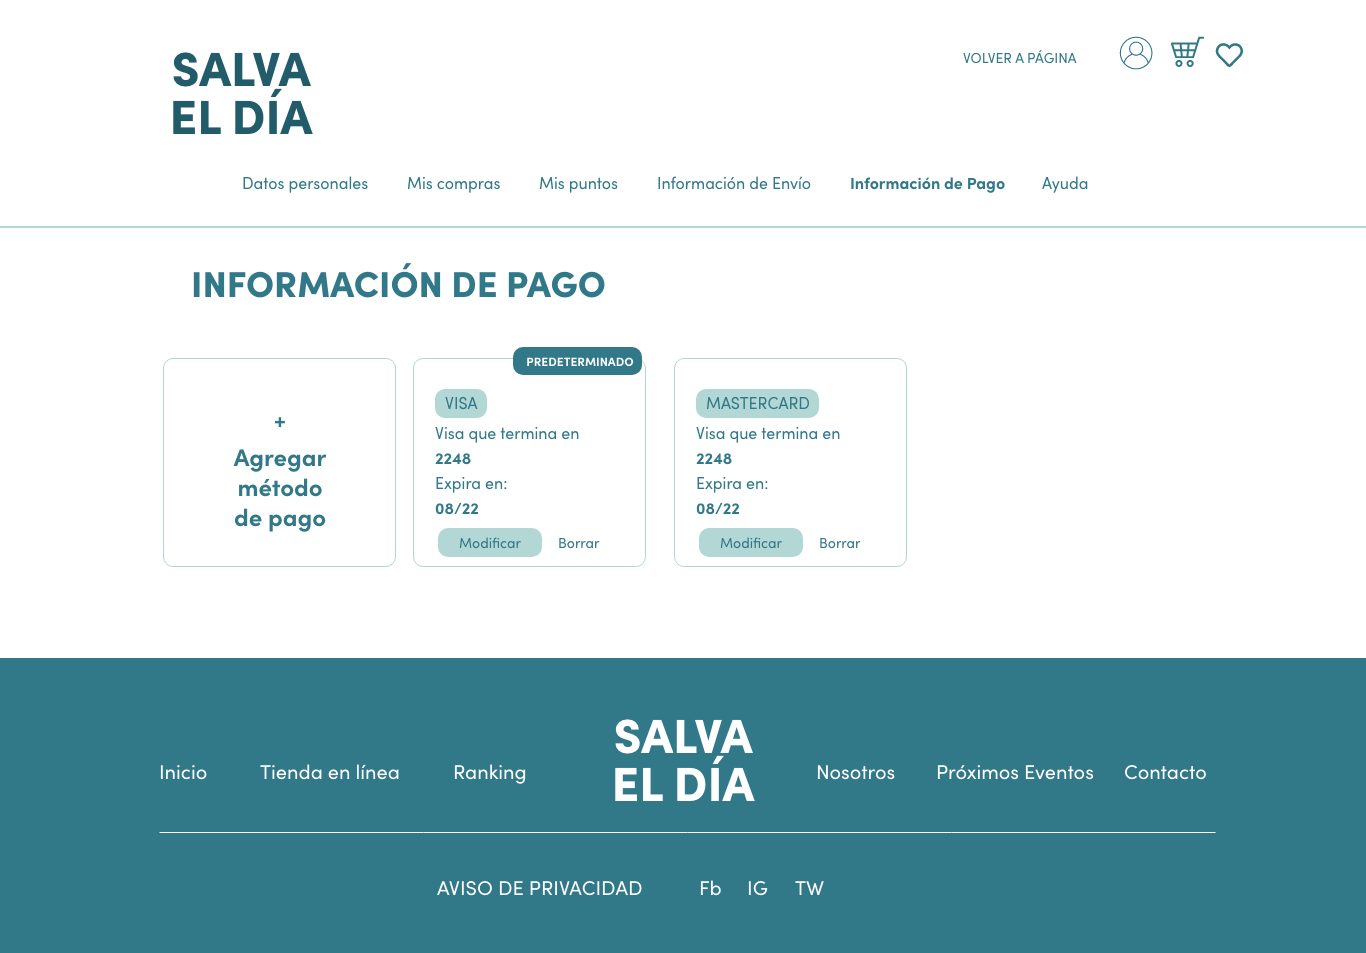 SALVA
EL DÍA
VOLVER A PÁGINA
Datos personales Mis compras Mis puntos Información de Envío Información de Pago Ayuda
INFORMACIÓN DE PAGO
+
Agregar
método
de pago
PREDETERMINADO
VISA
Visa que termina en
2248
Expira en:
08/22
Modificar Borrar
MASTERCARD
Visa que termina en
2248
Expira en:
08/22
Modificar Borrar
Inicio Tienda en línea Ranking
SALVA
EL DÍA
Nosotros Próximos Eventos Contacto
AVISO DE PRIVACIDAD Fb IG TW